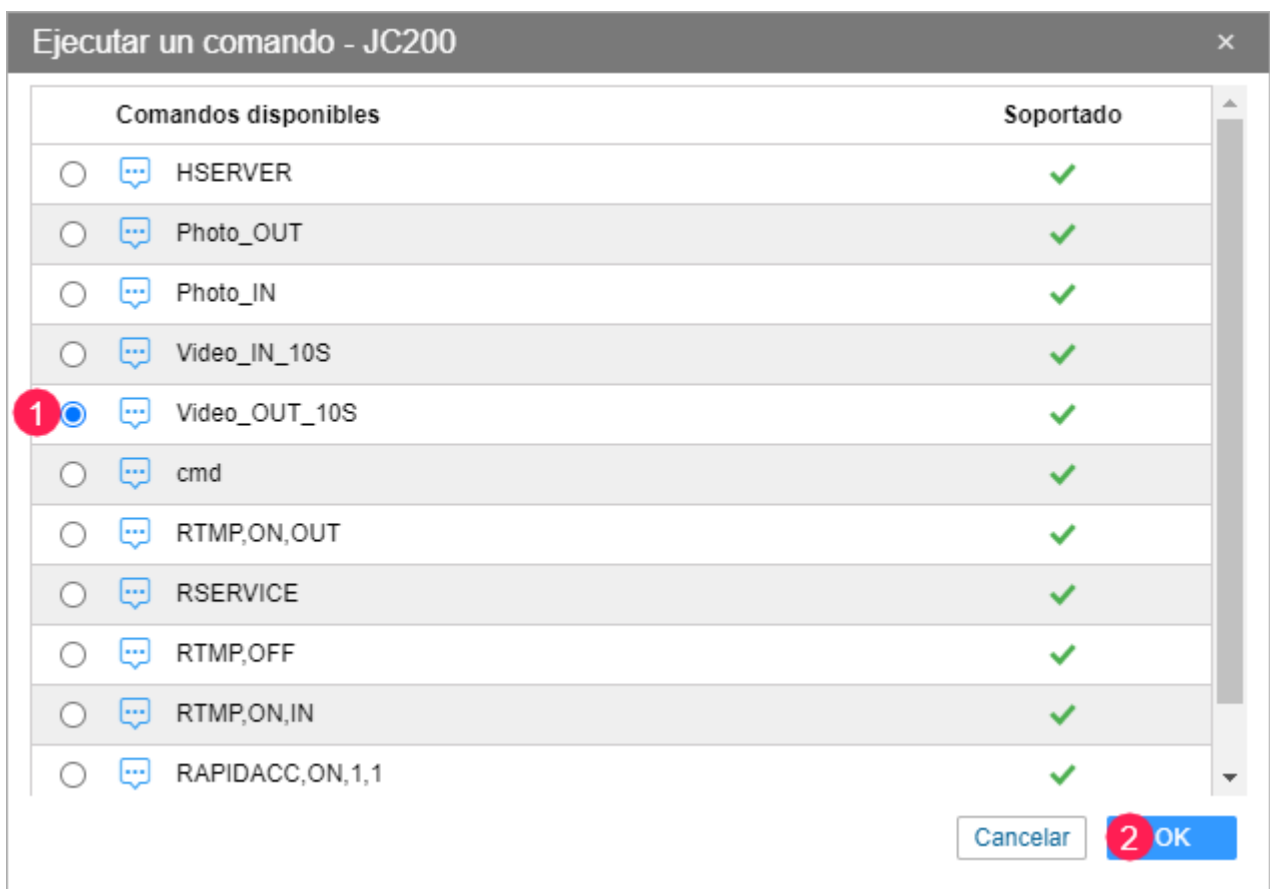 Ejecutar un comando - JC200 ×
Comandos disponibles Soportado
HSERVER
Photo_OUT
Photo_IN
Video_IN_10S
1 Video_OUT_10S
cmd
RTMP,ON,OUT
RSERVICE
RTMP,OFF
RTMP,ON,IN
RAPIDACC,ON,1,1
Cancelar 2 OK